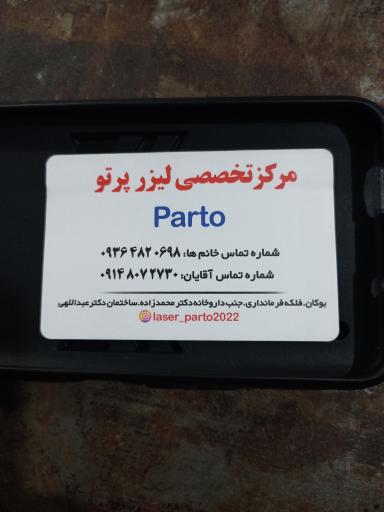 مرکز تخصصی لیزر پرتو
Parto
شماره تماس خانم ها: ۰۹۳۶۴۸۲۰۶۹۸
شماره تماس آقایان: ۰۹۱۴۸۰۷۲۷۳۰
بوکان. فلکه فرمانداری. جنب داروخانه دکتر محمدزاده. ساختمان دکتر عبداللهی
laser_parto2022